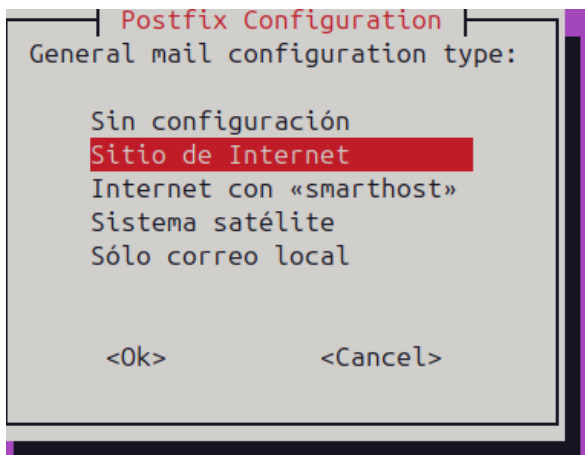 Postfix Configuration
General mail configuration type:
Sin configuración
Sitio de Internet
Internet con «smarthost»
Sistema satélite
Sólo correo local
<Ok> <Cancel>